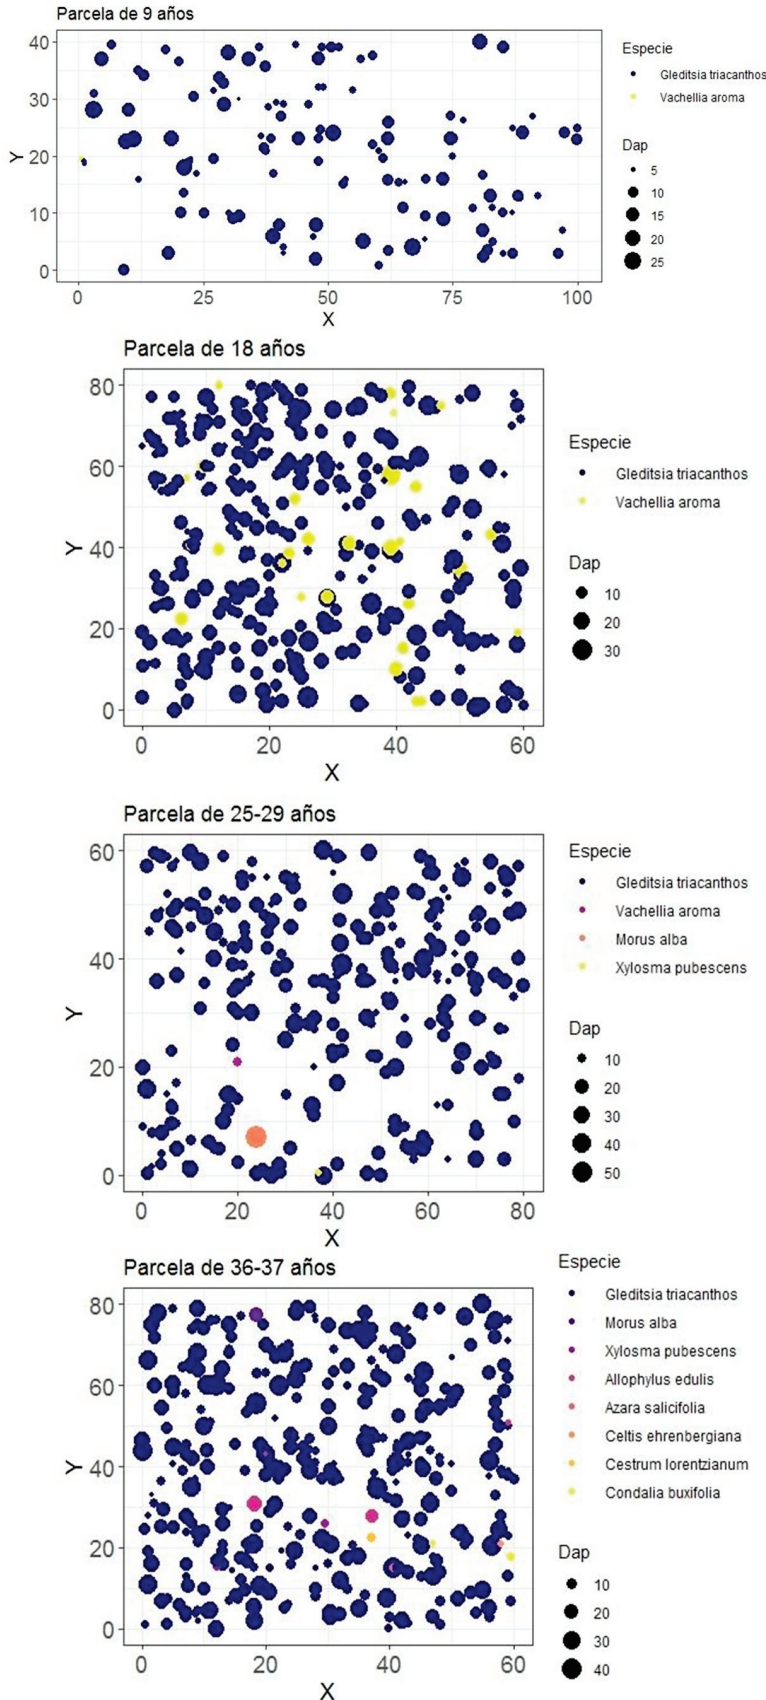 Parcela de 9 años
40
30
20
10
0
Y
0 25 50 75 100
X
Especie
Gleditsia triacanthos
Vachellia aroma
Dap
5
10
15
20
25
Parcela de 18 años
80
60
40
20
0
Y
0 20 40 60
X
Especie
Gleditsia triacanthos
Vachellia aroma
Dap
10
20
30
Parcela de 25-29 años
60
40
20
0
Y
0 20 40 60 80
X
Especie
Gleditsia triacanthos
Vachellia aroma
Morus alba
Xylosma pubescens
Dap
10
20
30
40
50
Parcela de 36-37 años
80
60
40
20
0
Y
0 20 40 60
X
Especie
Gleditsia triacanthos
Morus alba
Xylosma pubescens
Allophylus edulis
Azara salicifolia
Celtis ehrenbergiana
Cestrum lorentzianum
Condalia buxifolia
Dap
10
20
30
40